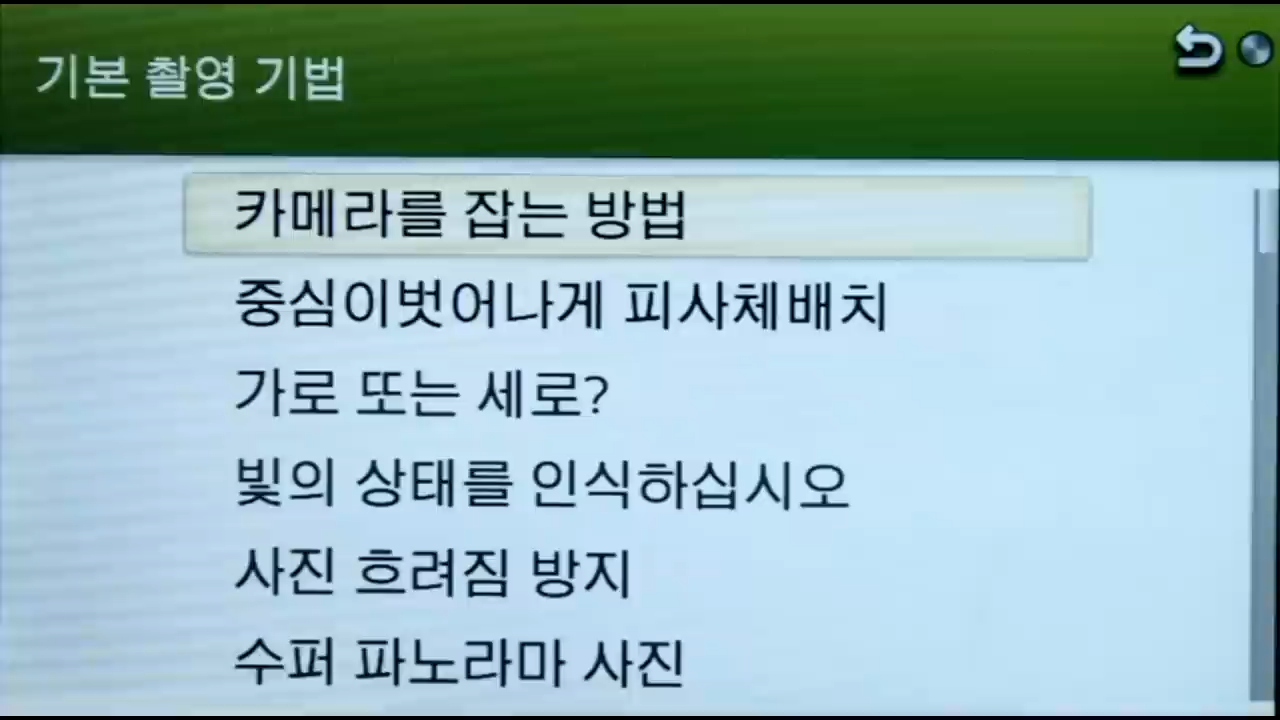 기본 촬영 기법
카메라를 잡는 방법
중심이벗어나게 피사체배치
가로 또는 세로?
빛의 상태를 인식하십시오
사진 흐려짐 방지
수퍼 파노라마 사진